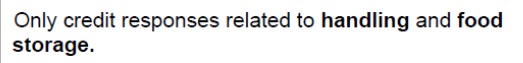 Only credit responses related to handling and food
storage.